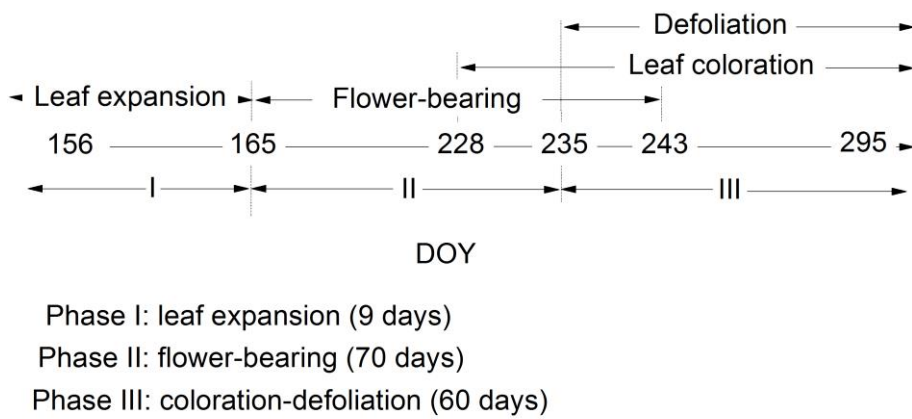 Defoliation
Leaf coloration
Leaf expansion Flower-bearing
156 165 228 235 243 295
I II III
DOY
Phase I: leaf expansion (9 days)
Phase II: flower-bearing (70 days)
Phase III: coloration-defoliation (60 days)